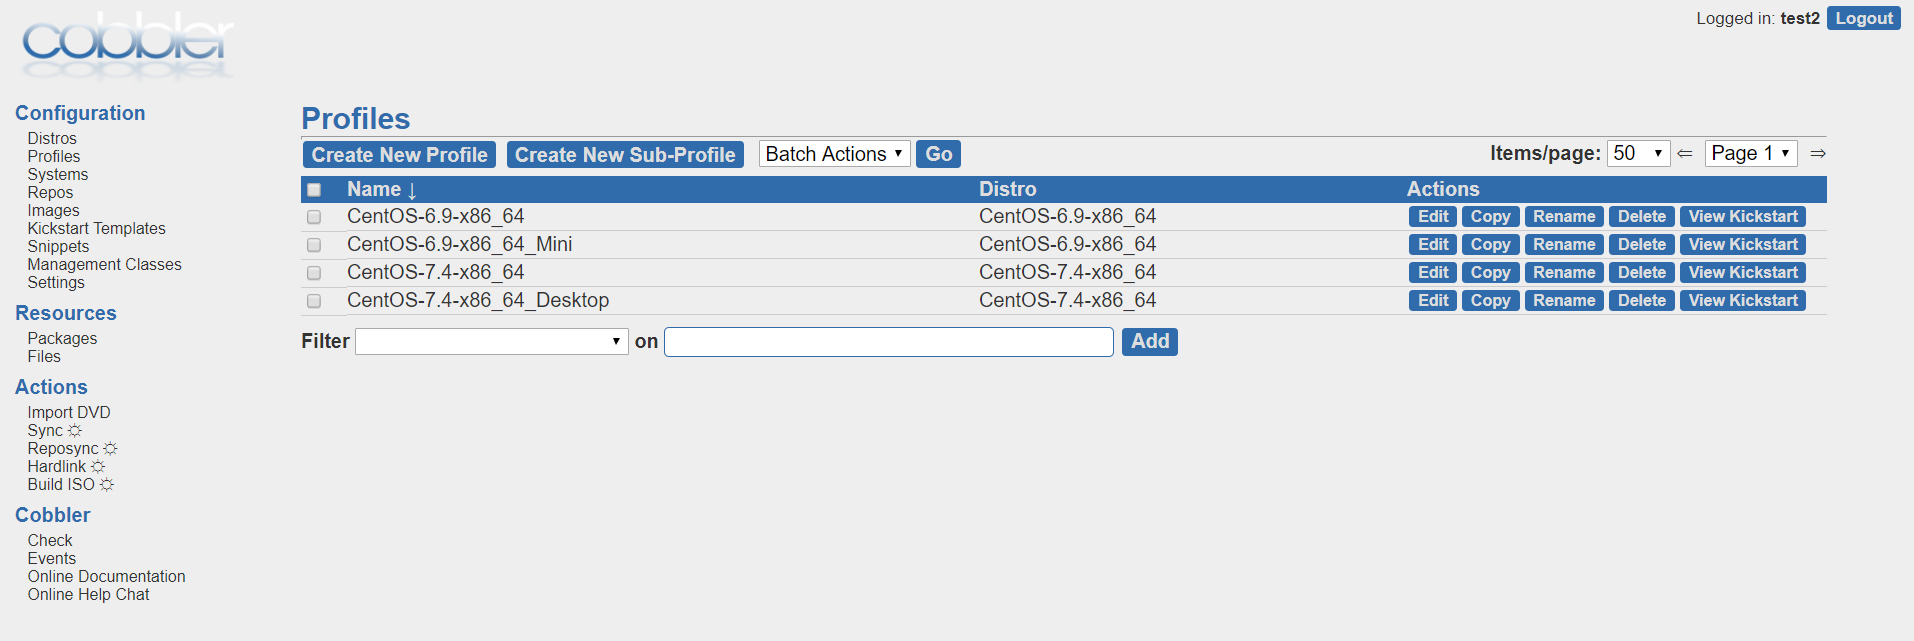 cobbler
Logged in: test2 Logout
Configuration
Distros
Profiles
Systems
Repos
Images
Kickstart Templates
Snippets
Management Classes
Settings
Resources
Packages
Files
Actions
Import DVD
Sync ☼
Reposync ☼
Hardlink ☼
Build ISO ☼
Cobbler
Check
Events
Online Documentation
Online Help Chat
Profiles
Create New Profile Create New Sub-Profile Batch Actions Go Items/page: 50 ⇐ Page 1 ⇒
Name ↓ Distro Actions
CentOS-6.9-x86_64 CentOS-6.9-x86_64 Edit Copy Rename Delete View Kickstart
CentOS-6.9-x86_64_Mini CentOS-6.9-x86_64 Edit Copy Rename Delete View Kickstart
CentOS-7.4-x86_64 CentOS-7.4-x86_64 Edit Copy Rename Delete View Kickstart
CentOS-7.4-x86_64_Desktop CentOS-7.4-x86_64 Edit Copy Rename Delete View Kickstart
Filter on Add